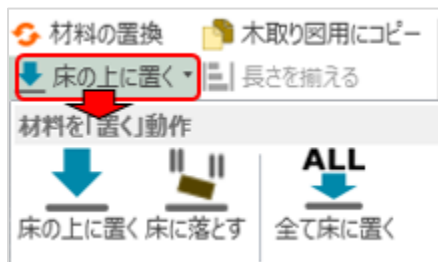 材料の置換 木取り図用にコピー
床の上に置く 長さを揃える
材料を「置く」動作
ALL
床の上に置く 床に落とす 全て床に置く